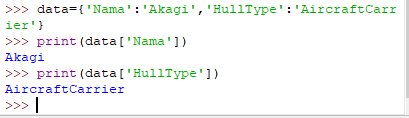 >>> data={'Nama':'Akagi','HullType':'AircraftCarr
ier'}
>>> print(data['Nama'])
Akagi
>>> print(data['HullType'])
AircraftCarrier
>>>